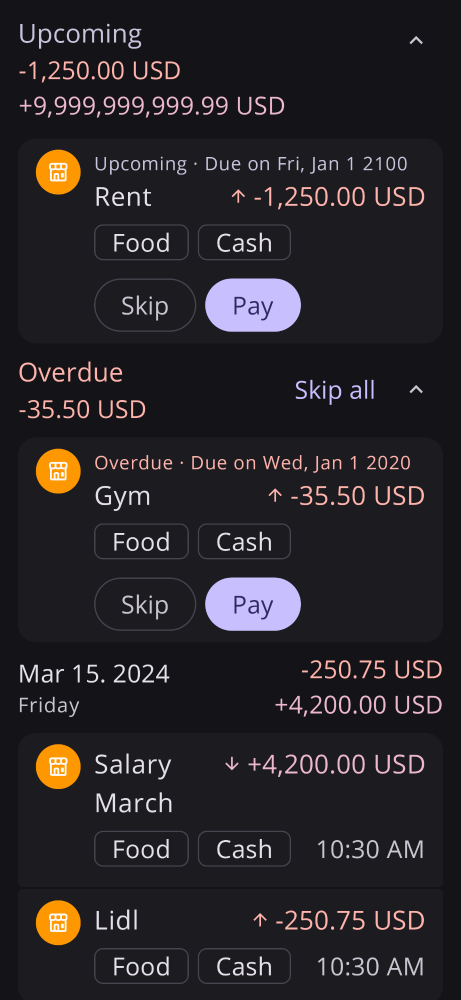 Upcoming
-1,250.00 USD
+9,999,999,999.99 USD
Upcoming · Due on Fri, Jan 1 2100
Rent ↑ -1,250.00 USD
Food Cash
Skip Pay
Overdue
-35.50 USD
Skip all
Overdue · Due on Wed, Jan 1 2020
Gym ↑ -35.50 USD
Food Cash
Skip Pay
Mar 15. 2024 -250.75 USD
Friday +4,200.00 USD
Salary ↓ +4,200.00 USD
March
Food Cash 10:30 AM
Lidl ↑ -250.75 USD
Food Cash 10:30 AM